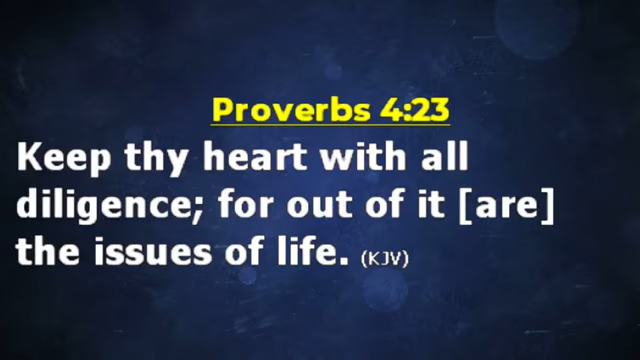 Proverbs 4:23
Keep thy heart with all
diligence; for out of it [are]
the issues of life. (KJV)